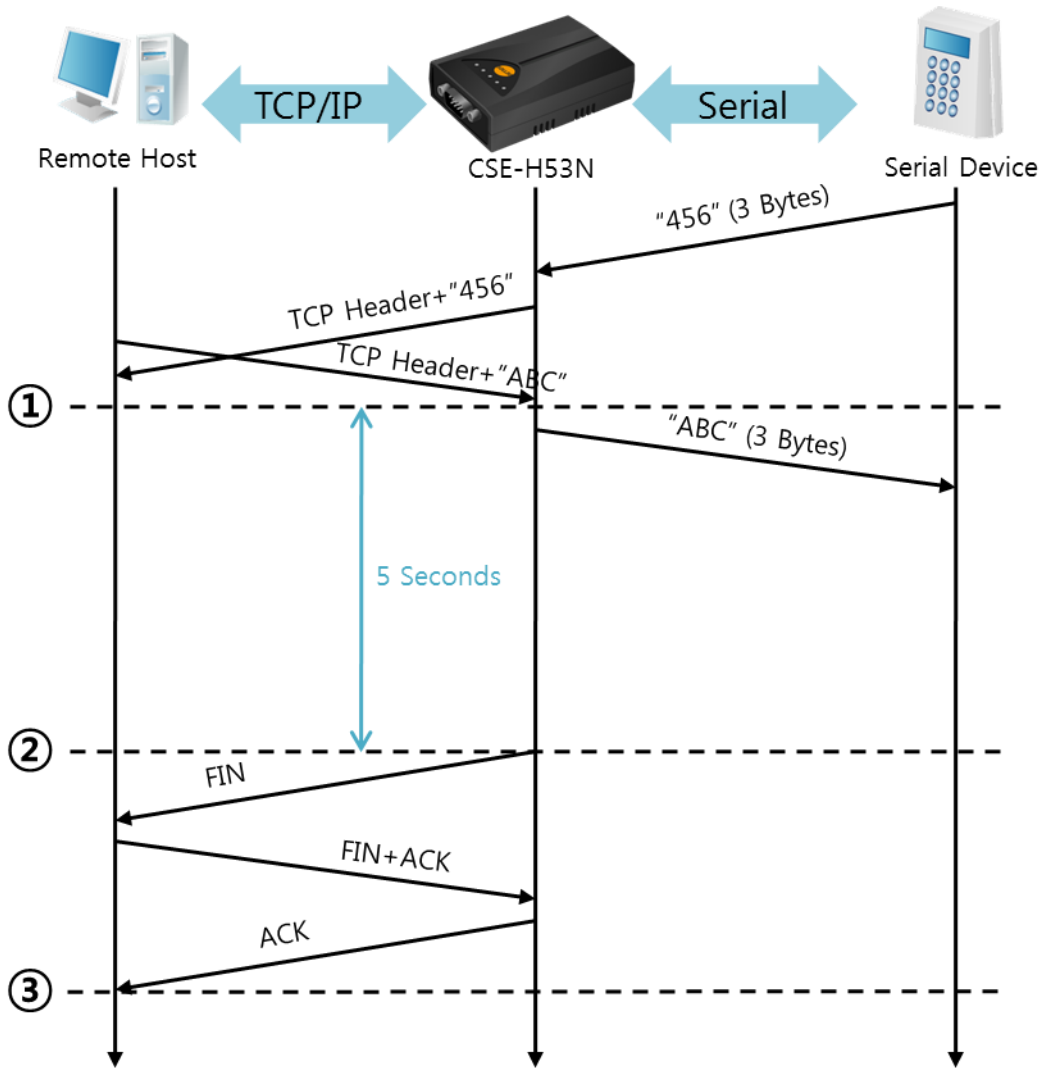 TCP/IP
Serial
Remote Host
CSE-H53N
Serial Device
"456" (3 Bytes)
TCP Header+"456"
TCP Header+"ABC"
①
"ABC" (3 Bytes)
5 Seconds
②
FIN
FIN+ACK
ACK
③